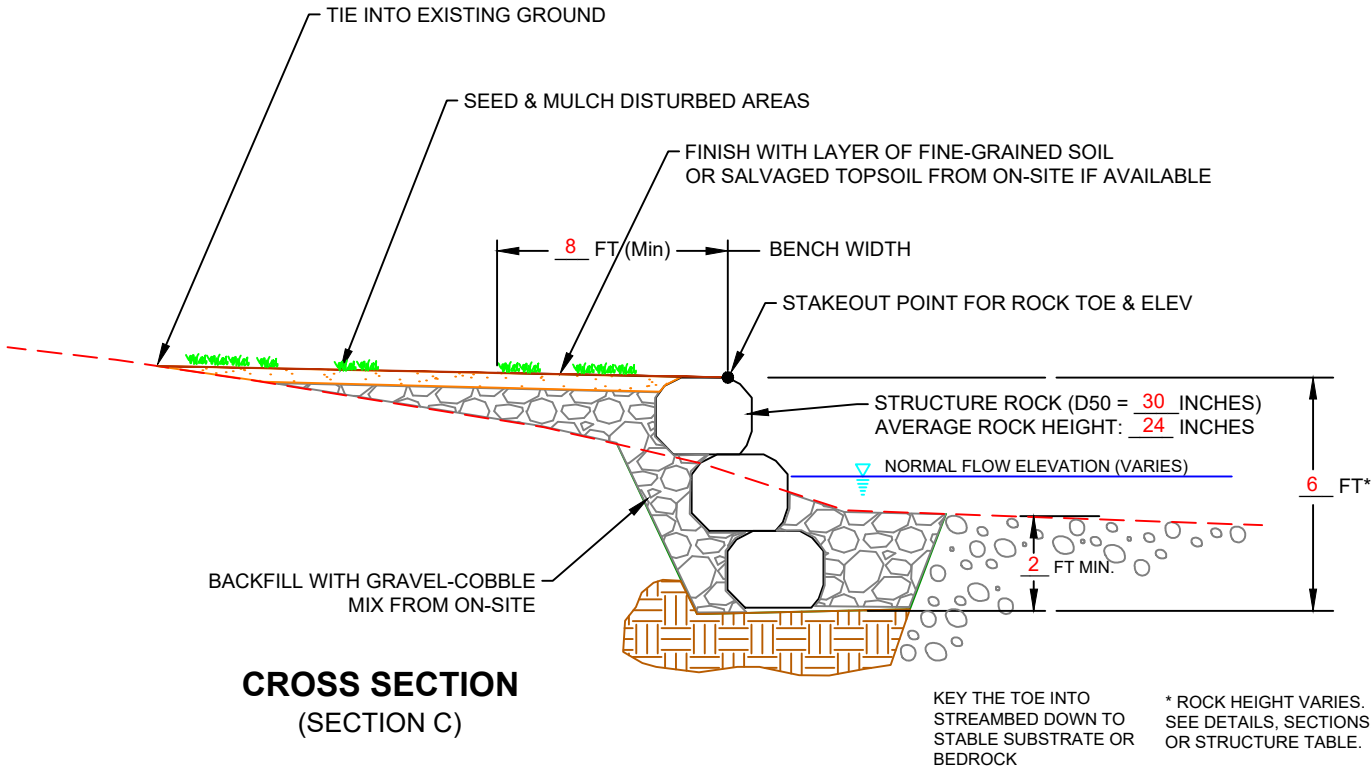 TIE INTO EXISTING GROUND
SEED & MULCH DISTURBED AREAS
FINISH WITH LAYER OF FINE-GRAINED SOIL
OR SALVAGED TOPSOIL FROM ON-SITE IF AVAILABLE
8 FT (Min)
BENCH WIDTH
STAKEOUT POINT FOR ROCK TOE & ELEV
STRUCTURE ROCK (D50 = 30 INCHES)
AVERAGE ROCK HEIGHT: 24 INCHES
NORMAL FLOW ELEVATION (VARIES)
6 FT*
2 FT MIN.
BACKFILL WITH GRAVEL-COBBLE
MIX FROM ON-SITE
CROSS SECTION
(SECTION C)
KEY THE TOE INTO
STREAMBED DOWN TO
STABLE SUBSTRATE OR
BEDROCK
* ROCK HEIGHT VARIES.
SEE DETAILS, SECTIONS
OR STRUCTURE TABLE.